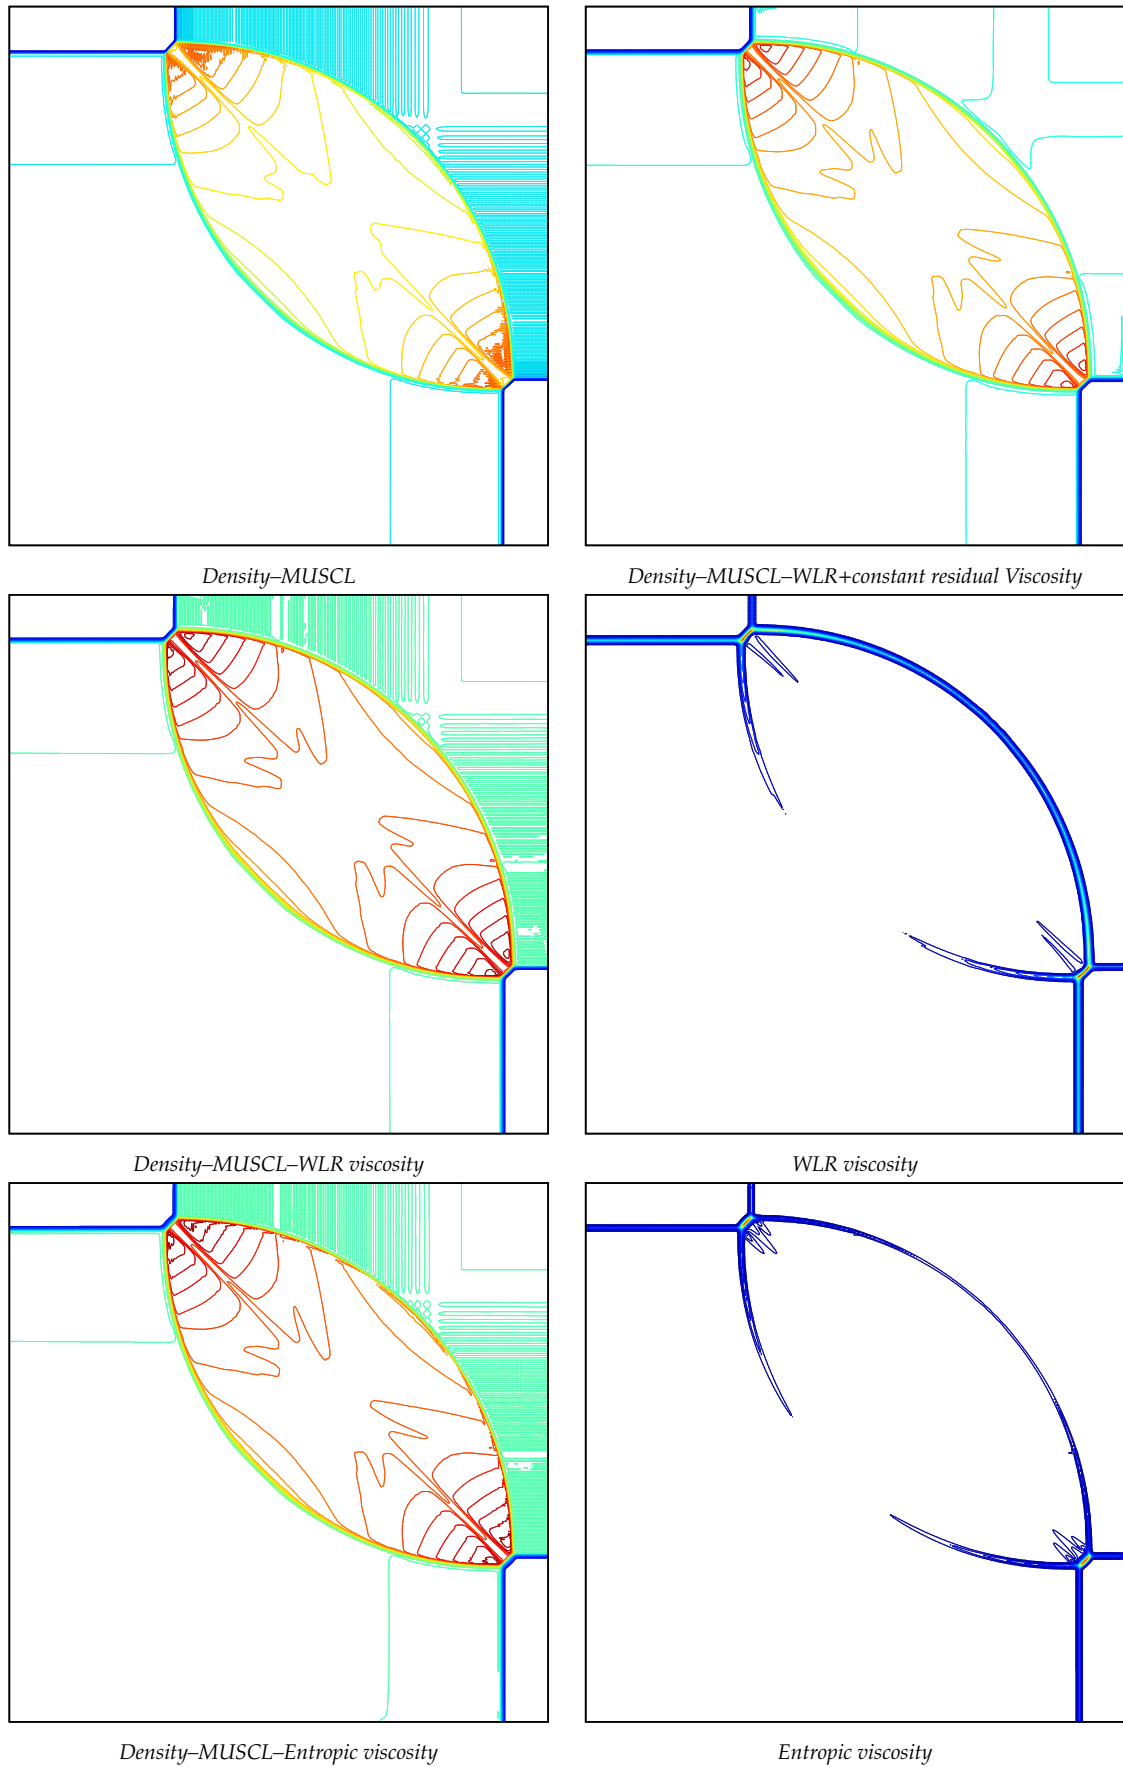 Density–MUSCL
Density–MUSCL–WLR+constant residual Viscosity
Density–MUSCL–WLR viscosity
WLR viscosity
Density–MUSCL–Entropic viscosity
Entropic viscosity